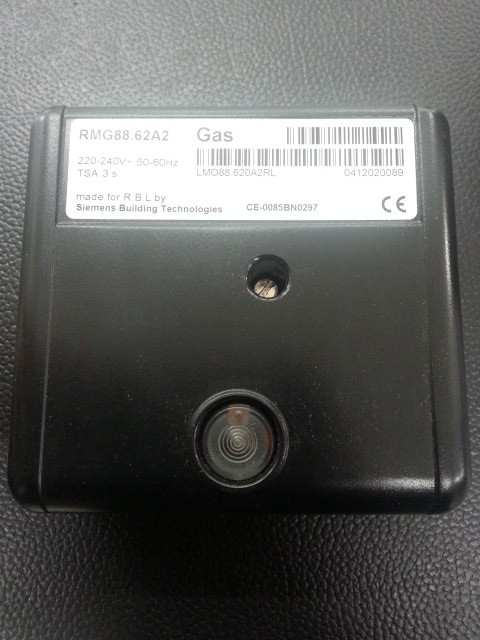 RMG88.62A2 Gas
220-240V~ 50-60Hz
TSA 3 s LMO88.620A2RL 0412020089
made for R.B.L by
Siemens Building Technologies CE-0085BN0297 CE